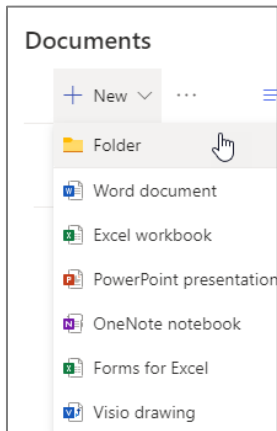 Documents
+ New ...
Folder
Word document
Excel workbook
PowerPoint presentation
OneNote notebook
Forms for Excel
Visio drawing